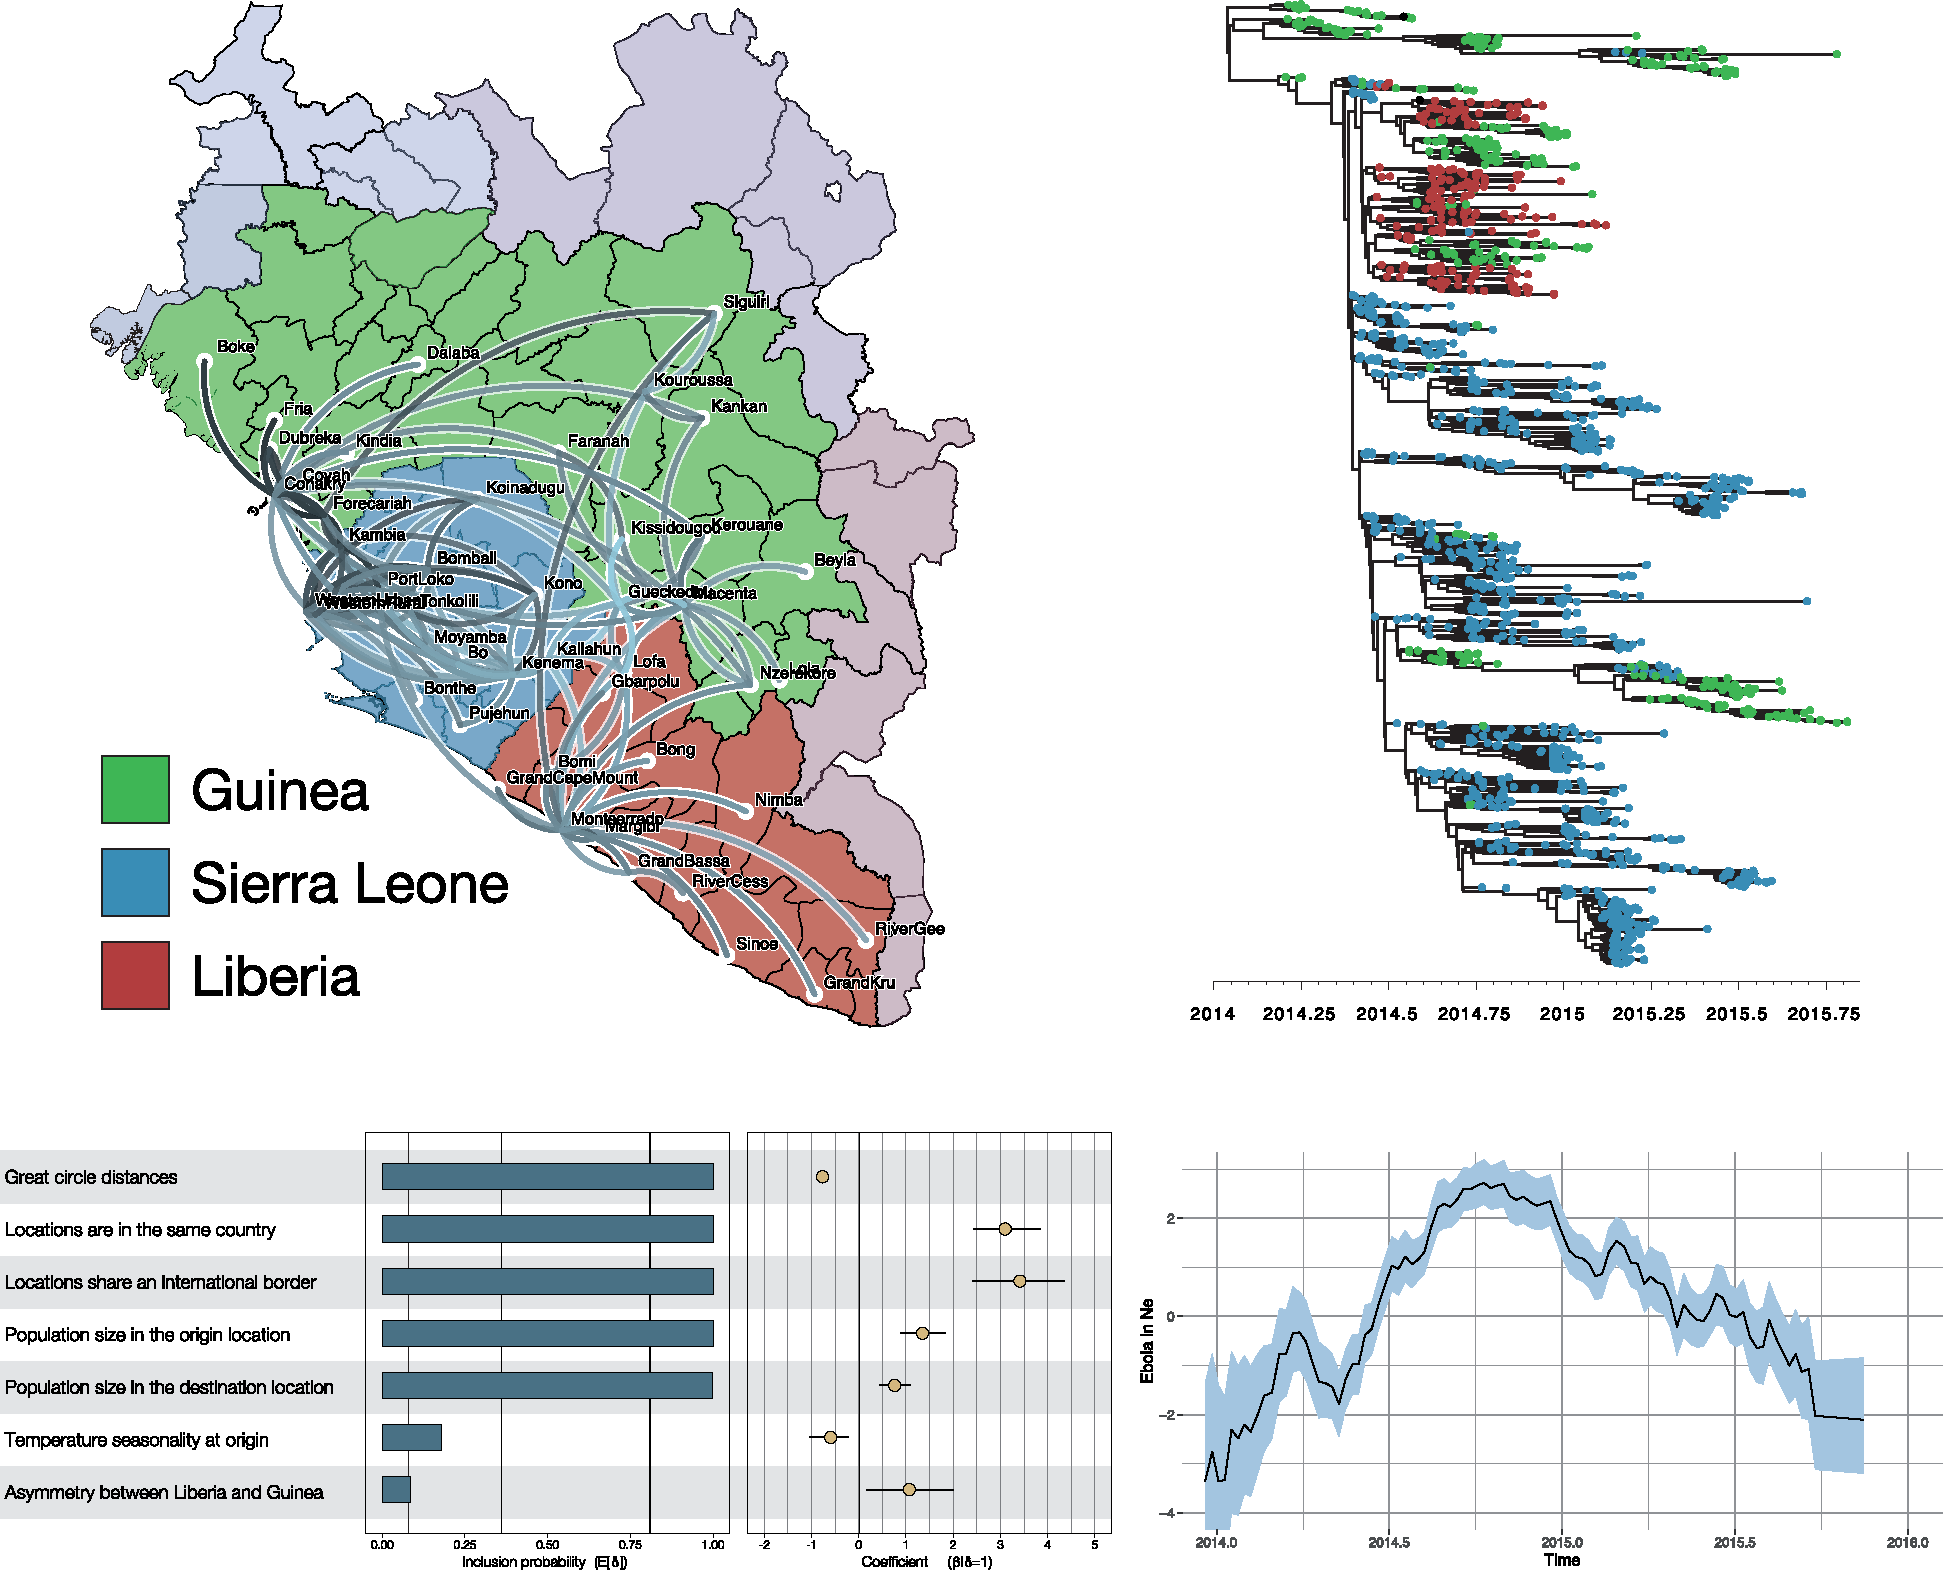 Siguiri
Boke
Dalaba
Kouroussa
Kankan
Fria
Dubreka
Kindia
Faranah
Coyah
Conakry
Koinadugu
Forecariah
Kissidougou
Kerouane
Kambia
Bombali
Beyla
PortLoko
Kono
Gueckedou
Macenta
WesternUrban
WesternRural
Tonkolili
Moyamba
Bo
Kailahun
Kenema
Lofa
Lola
Nzerekore
Gbarpolu
Bonthe
Pujehun
Bong
Bomi
GrandCapeMount
Nimba
Montserrado
Margibi
GrandBassa
RiverCess
RiverGee
Sinoe
GrandKru
Guinea
Sierra Leone
Liberia
2014 2014.25 2014.5 2014.75 2015 2015.25 2015.5 2015.75
Great circle distances
Locations are in the same country
Locations share an international border
Population size in the origin location
Population size in the destination location
Temperature seasonality at origin
Asymmetry between Liberia and Guinea
0.00 0.25 0.50 0.75 1.00
Inclusion probability (E[δ])
-2 -1 0 1 2 3 4 5
Coefficient (β|δ=1)
Ebola ln Ne
2
0
−2
−4
2014.0 2014.5 2015.0 2015.5 2016.0
Time